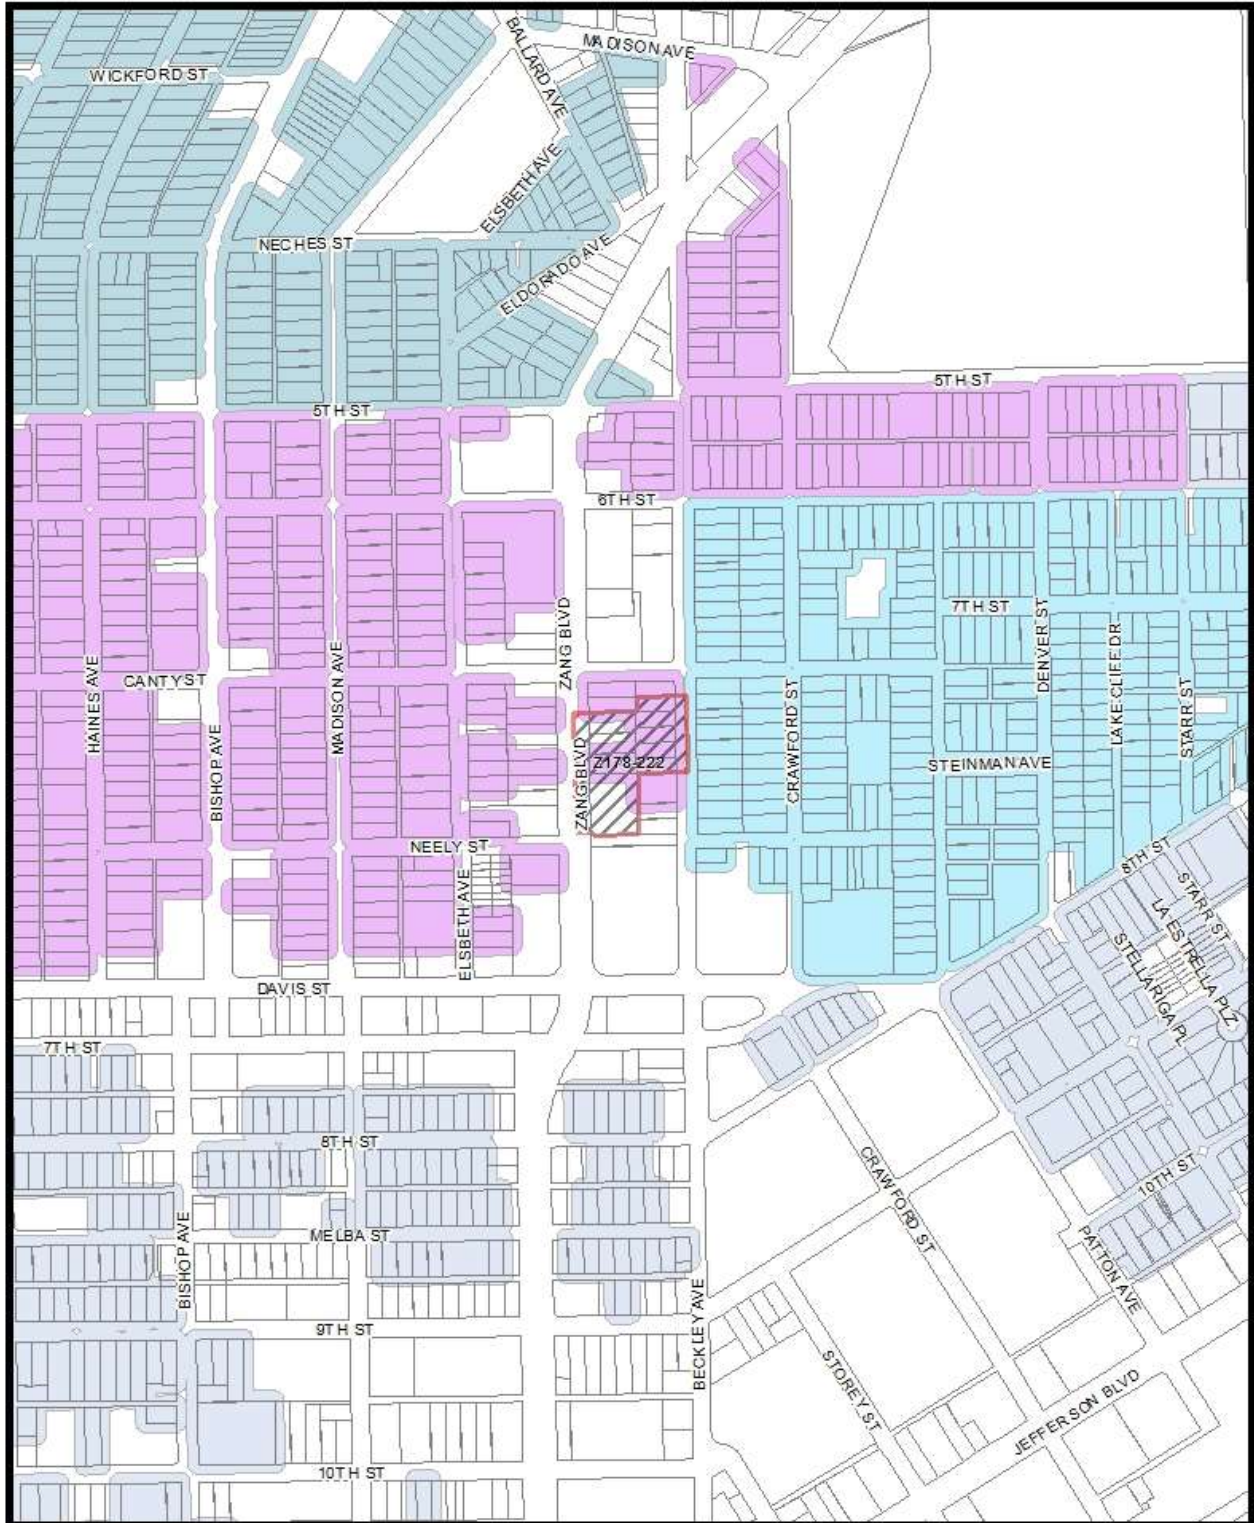 MADISON AVE
BALLARD AVE
WICKFORD ST
ELSBETH AVE
NECHES ST
ELDORADO AVE
5TH ST
5TH ST
6TH ST
7TH ST
ZANG BLVD
DENVER ST
LAKE CLIFF DR
STARR ST
HAINES AVE
CANTY ST
MADISON AVE
CRAWFORD ST
BISHOP AVE
ZANG BLVD
Z178-222
STEINMAN AVE
NEELY ST
8TH ST
ELSBETH AVE
STARR ST
LA ESTRELLA PLZ
STELLARIGA PL
DAVIS ST
7TH ST
8TH ST
CRAWFORD ST
10TH ST
MELBA ST
BISHOP AVE
PATTON AVE
BECKLEY AVE
9TH ST
STOREY ST
JEFFERSON BLVD
10TH ST